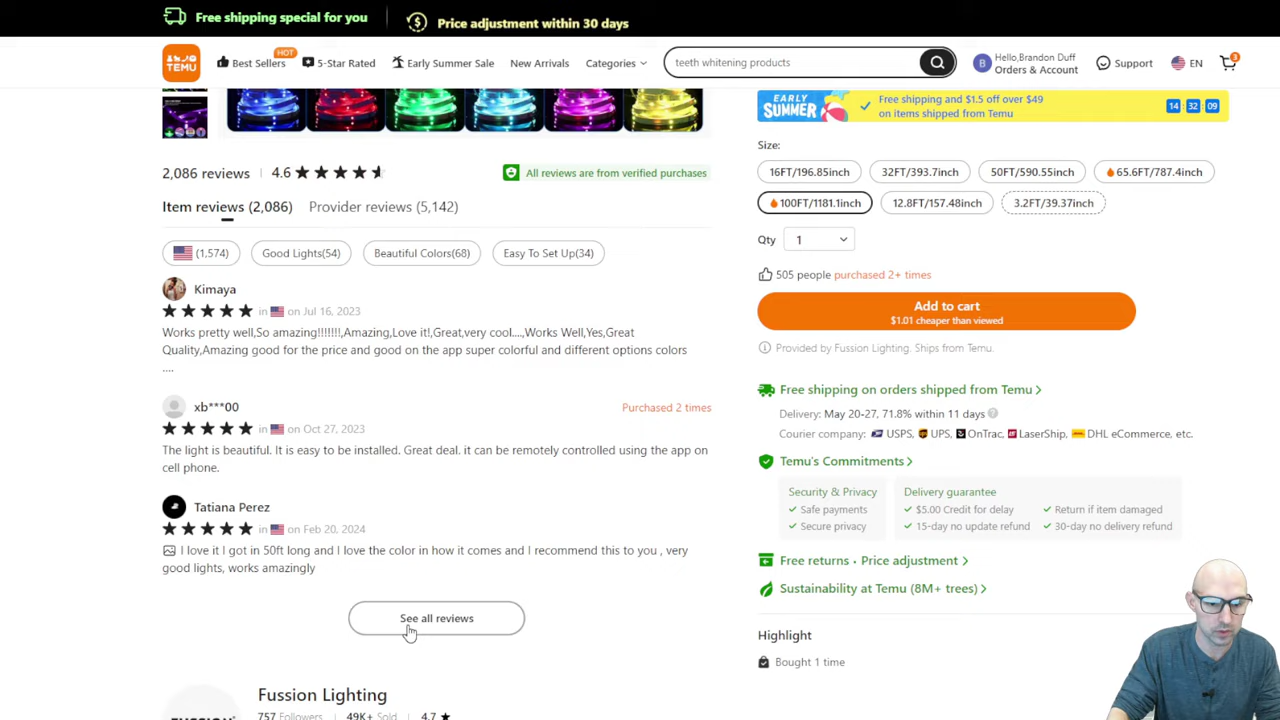 Free shipping special for you
Price adjustment within 30 days
TEMU
Best Sellers
HOT
5-Star Rated
Early Summer Sale
New Arrivals
Categories
teeth whitening products
B
Hello,Brandon Duff
Orders & Account
Support
EN
3
EARLY
SUMMER
Free shipping and $1.5 off over $49
on items shipped from Temu
14:32:09
2,086 reviews
4.6
All reviews are from verified purchases
Item reviews (2,086)
Provider reviews (5,142)
(1,574)
Good Lights(54)
Beautiful Colors(68)
Easy To Set Up(34)
Kimaya
in on Jul 16, 2023
Works pretty well,So amazing!!!!!!!,Amazing,Love it!,Great,very cool....,Works Well,Yes,Great
Quality,Amazing good for the price and good on the app super colorful and different options colors
....
xb***00
Purchased 2 times
in on Oct 27, 2023
The light is beautiful. It is easy to be installed. Great deal. it can be remotely controlled using the app on
cell phone.
Tatiana Perez
in on Feb 20, 2024
I love it I got in 50ft long and I love the color in how it comes and I recommend this to you , very
good lights, works amazingly
See all reviews
Fussion Lighting
757 Followers
49K+ Sold
4.7
Size:
16FT/196.85inch
32FT/393.7inch
50FT/590.55inch
65.6FT/787.4inch
100FT/1181.1inch
12.8FT/157.48inch
3.2FT/39.37inch
Qty
1
505 people purchased 2+ times
Add to cart
$1.01 cheaper than viewed
Provided by Fussion Lighting. Ships from Temu.
Free shipping on orders shipped from Temu
Delivery: May 20-27, 71.8% within 11 days
Courier company: USPS, UPS, OnTrac, LaserShip, DHL eCommerce, etc.
Temu's Commitments
Security & Privacy
Safe payments
Secure privacy
Delivery guarantee
$5.00 Credit for delay
Return if item damaged
15-day no update refund
30-day no delivery refund
Free returns • Price adjustment
Sustainability at Temu (8M+ trees)
Highlight
Bought 1 time